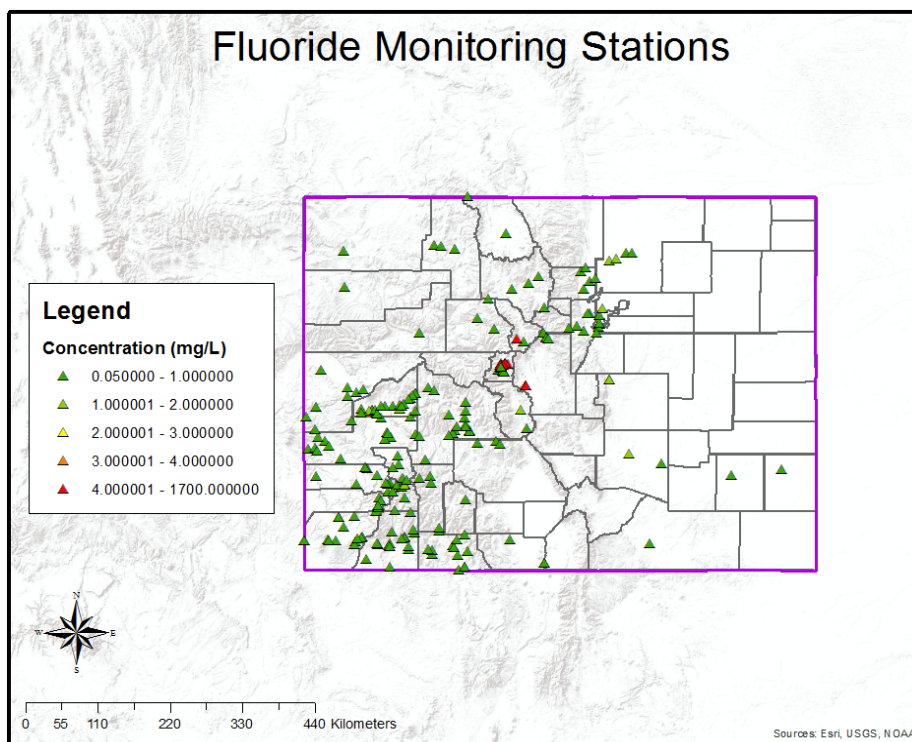 Fluoride Monitoring Stations
Legend
Concentration (mg/L)
0.050000 - 1.000000
1.000001 - 2.000000
2.000001 - 3.000000
3.000001 - 4.000000
4.000001 - 1700.000000
N
W E
S
0 55 110 220 330 440 Kilometers
Sources: Esri, USGS, NOAA